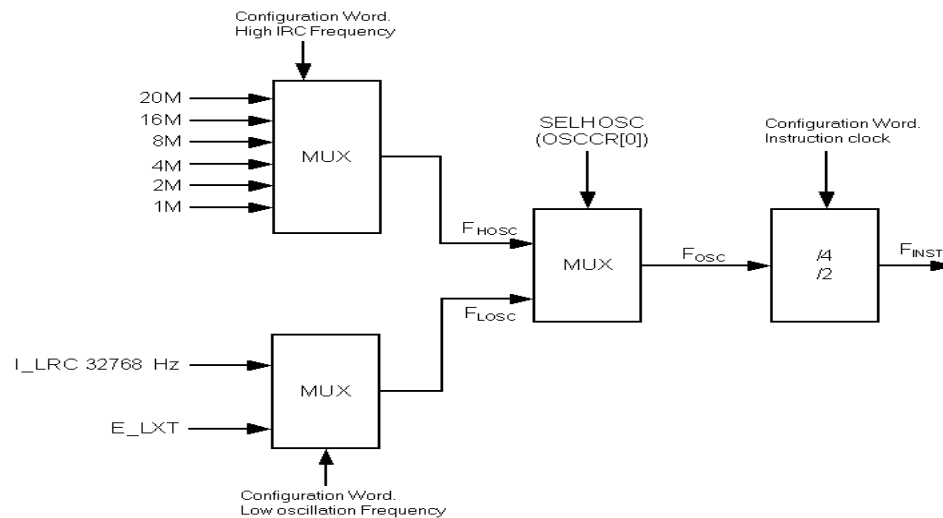 Configuration Word.
High IRC Frequency
20M
16M
8M
4M
2M
1M
MUX
SELHOSC
(OSCCR[0])
Configuration Word.
Instruction clock
FHOSC
MUX
FOSC
/4
/2
FINST
FLOSC
I_LRC 32768 Hz
E_LXT
MUX
Configuration Word.
Low oscillation Frequency